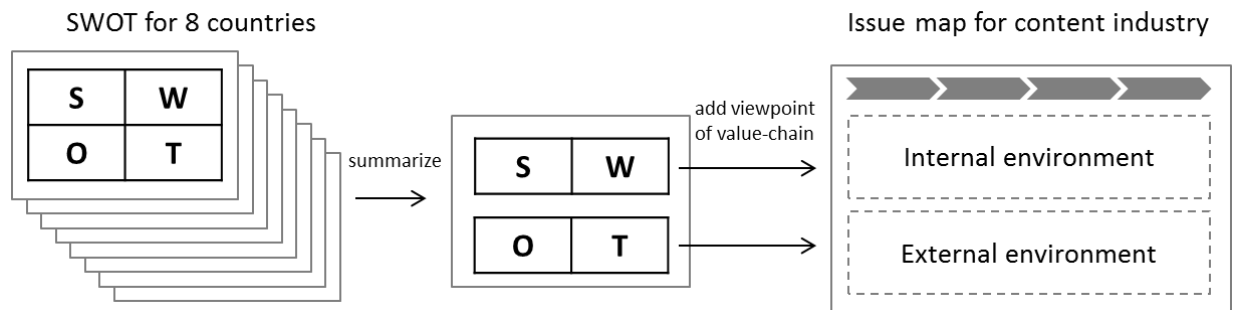 SWOT for 8 countries
S W
O T
summarize
S W
O T
add viewpoint
of value-chain
Issue map for content industry
Internal environment
External environment